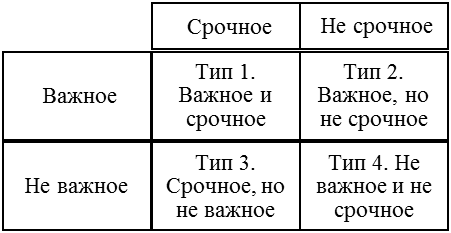 Срочное
Не срочное
Важное
Тип 1.
Важное и
срочное
Тип 2.
Важное, но
не срочное
Не важное
Тип 3.
Срочное, но
не важное
Тип 4. Не
важное и не
срочное